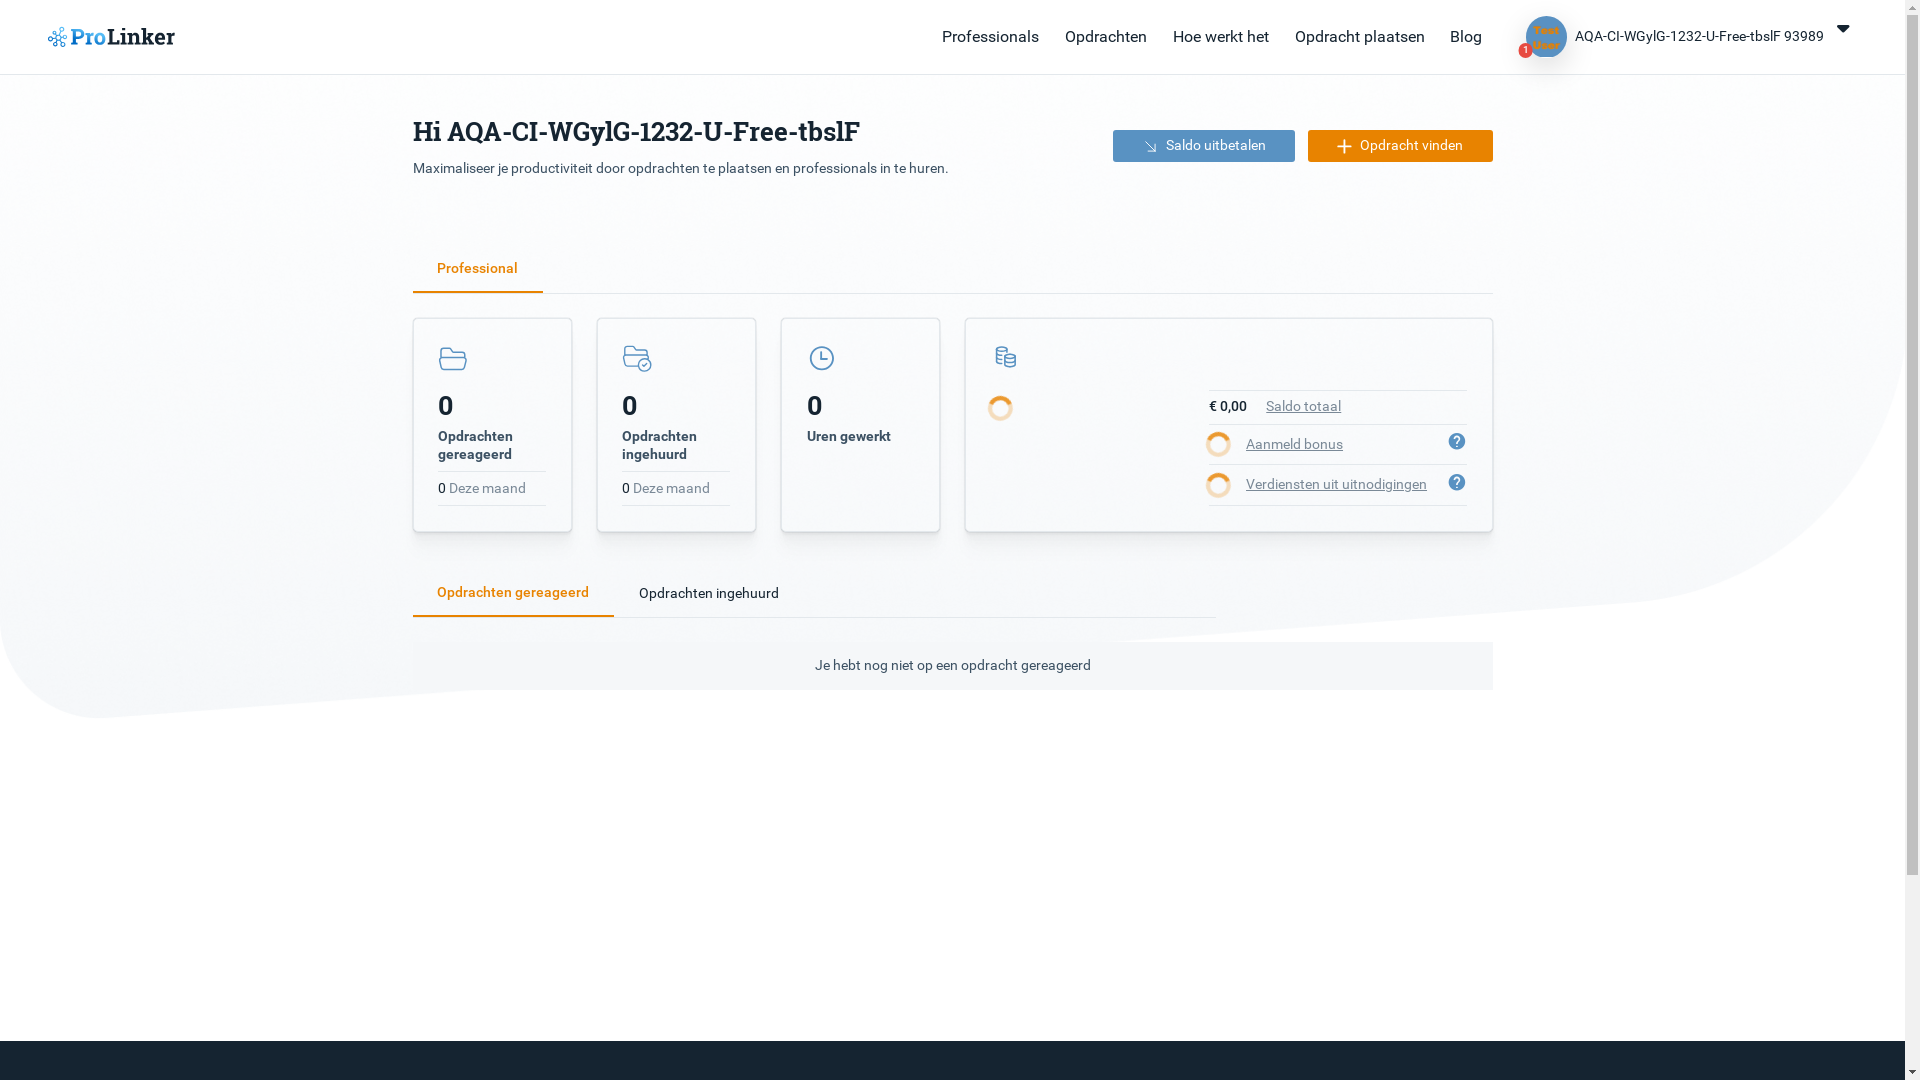 ProLinker
Professionals
Opdrachten
Hoe werkt het
Opdracht plaatsen
Blog
Test
User
1
AQA-CI-WGylG-1232-U-Free-tbslF 93989
Hi AQA-CI-WGylG-1232-U-Free-tbslF
Maximaliseer je productiviteit door opdrachten te plaatsen en professionals in te huren.
Saldo uitbetalen
Opdracht vinden
Professional
0
Opdrachten
gereageerd
0 Deze maand
0
Opdrachten
ingehuurd
0 Deze maand
0
Uren gewerkt
€ 0,00 Saldo totaal
Aanmeld bonus ?
Verdiensten uit uitnodigingen ?
Opdrachten gereageerd
Opdrachten ingehuurd
Je hebt nog niet op een opdracht gereageerd